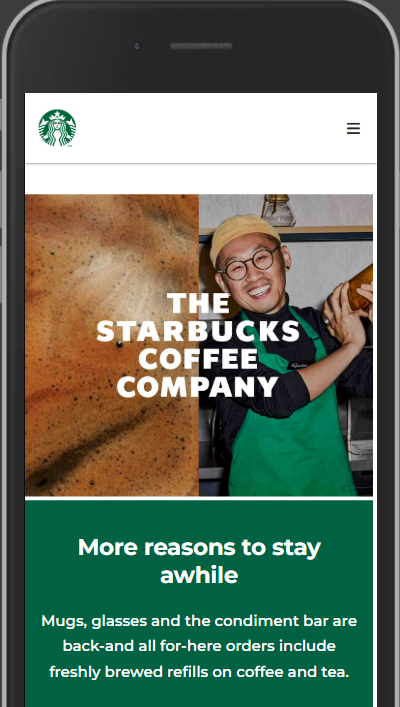 THE
STARBUCKS
COFFEE
COMPANY
More reasons to stay
awhile
Mugs, glasses and the condiment bar are
back-and all for-here orders include
freshly brewed refills on coffee and tea.